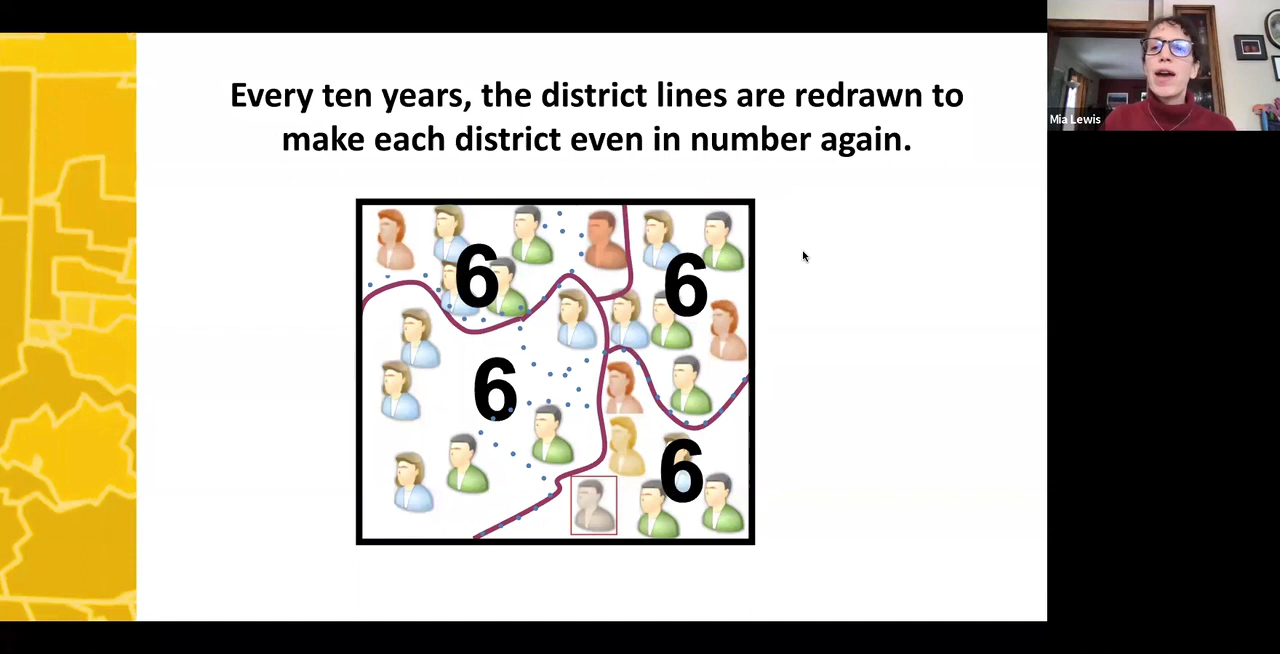 Every ten years, the district lines are redrawn to
make each district even in number again.
Mia Lewis
6
6
6
6